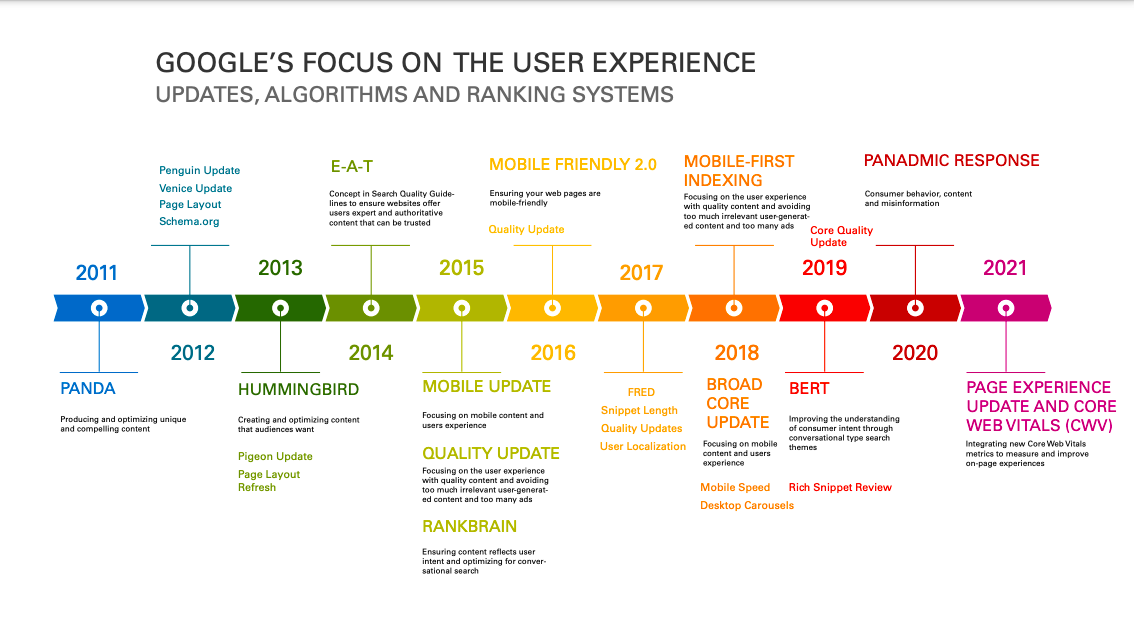 GOOGLE'S FOCUS ON THE USER EXPERIENCE
UPDATES, ALGORITHMS AND RANKING SYSTEMS
2011
PANDA
Producing and optimizing unique
and compelling content
Penguin Update
Venice Update
Page Layout
Schema.org
2012
2013
HUMMINGBIRD
Creating and optimizing content
that audiences want
Pigeon Update
Page Layout
Refresh
E-A-T
Concept in Search Quality Guide-
lines to ensure websites offer
users expert and authoritative
content that can be trusted
2014
2015
MOBILE UPDATE
Focusing on mobile content and
users experience
QUALITY UPDATE
Focusing on the user experience
with quality content and avoiding
too much irrelevant user-generat-
ed content and too many ads
RANKBRAIN
Ensuring content reflects user
intent and optimizing for conver-
sational search
MOBILE FRIENDLY 2.0
Ensuring your web pages are
mobile-friendly
Quality Update
2016
2017
FRED
Snippet Length
Quality Updates
User Localization
MOBILE-FIRST
INDEXING
Focusing on the user experience
with quality content and avoiding
too much irrelevant user-generat-
ed content and too many ads
2018
BROAD
CORE
UPDATE
Focusing on mobile
content and users
experience
Mobile Speed
Desktop Carousels
Core Quality
Update
2019
BERT
Improving the understanding
of consumer intent through
conversational type search
themes
Rich Snippet Review
PANADMIC RESPONSE
Consumer behavior, content
and misinformation
2020
2021
PAGE EXPERIENCE
UPDATE AND CORE
WEB VITALS (CWV)
Integrating new Core Web Vitals
metrics to measure and improve
on-page experiences